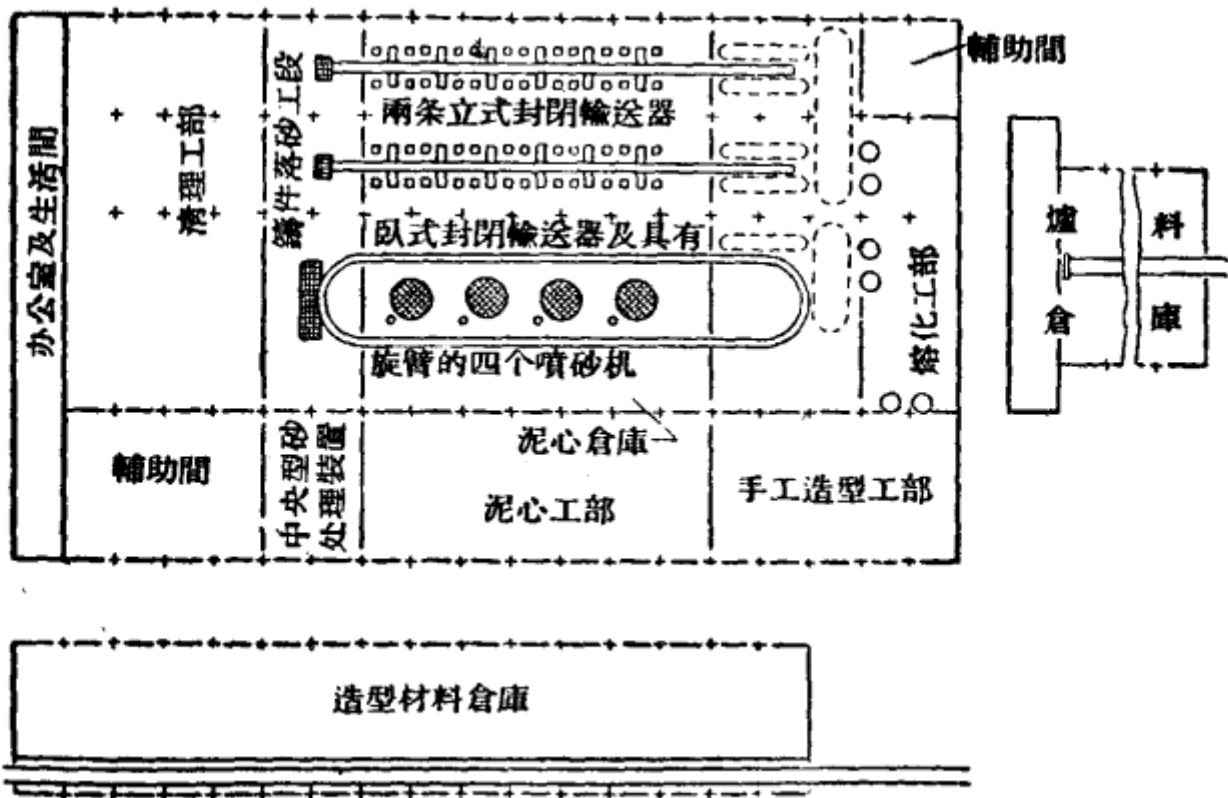 輔助間
办公室及生活間
清理工部
鑄件落砂工段
兩条立式封閉輸送器
臥式封閉輸送器及具有
旋臂的四个噴砂机
熔化工部
爐倉
料庫
輔助間
中央型砂
处理裝置
泥心倉庫
泥心工部
手工造型工部
造型材料倉庫